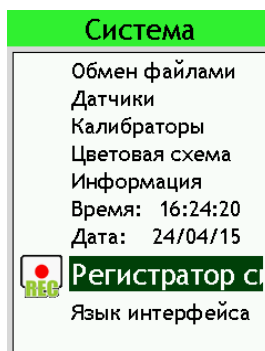 Система
Обмен файлами
Датчики
Калибраторы
Цветовая схема
Информация
Время: 16:24:20
Дата: 24/04/15
REC
Регистратор
Язык интерфейса